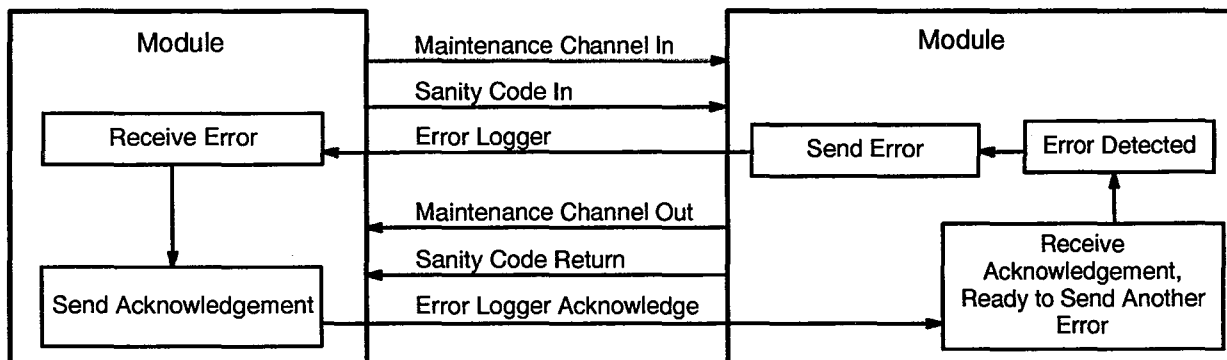 Module
Maintenance Channel In
Module
Sanity Code In
Receive Error
Error Logger
Send Error
Error Detected
Maintenance Channel Out
Sanity Code Return
Send Acknowledgement
Error Logger Acknowledge
Receive
Acknowledgement,
Ready to Send Another
Error